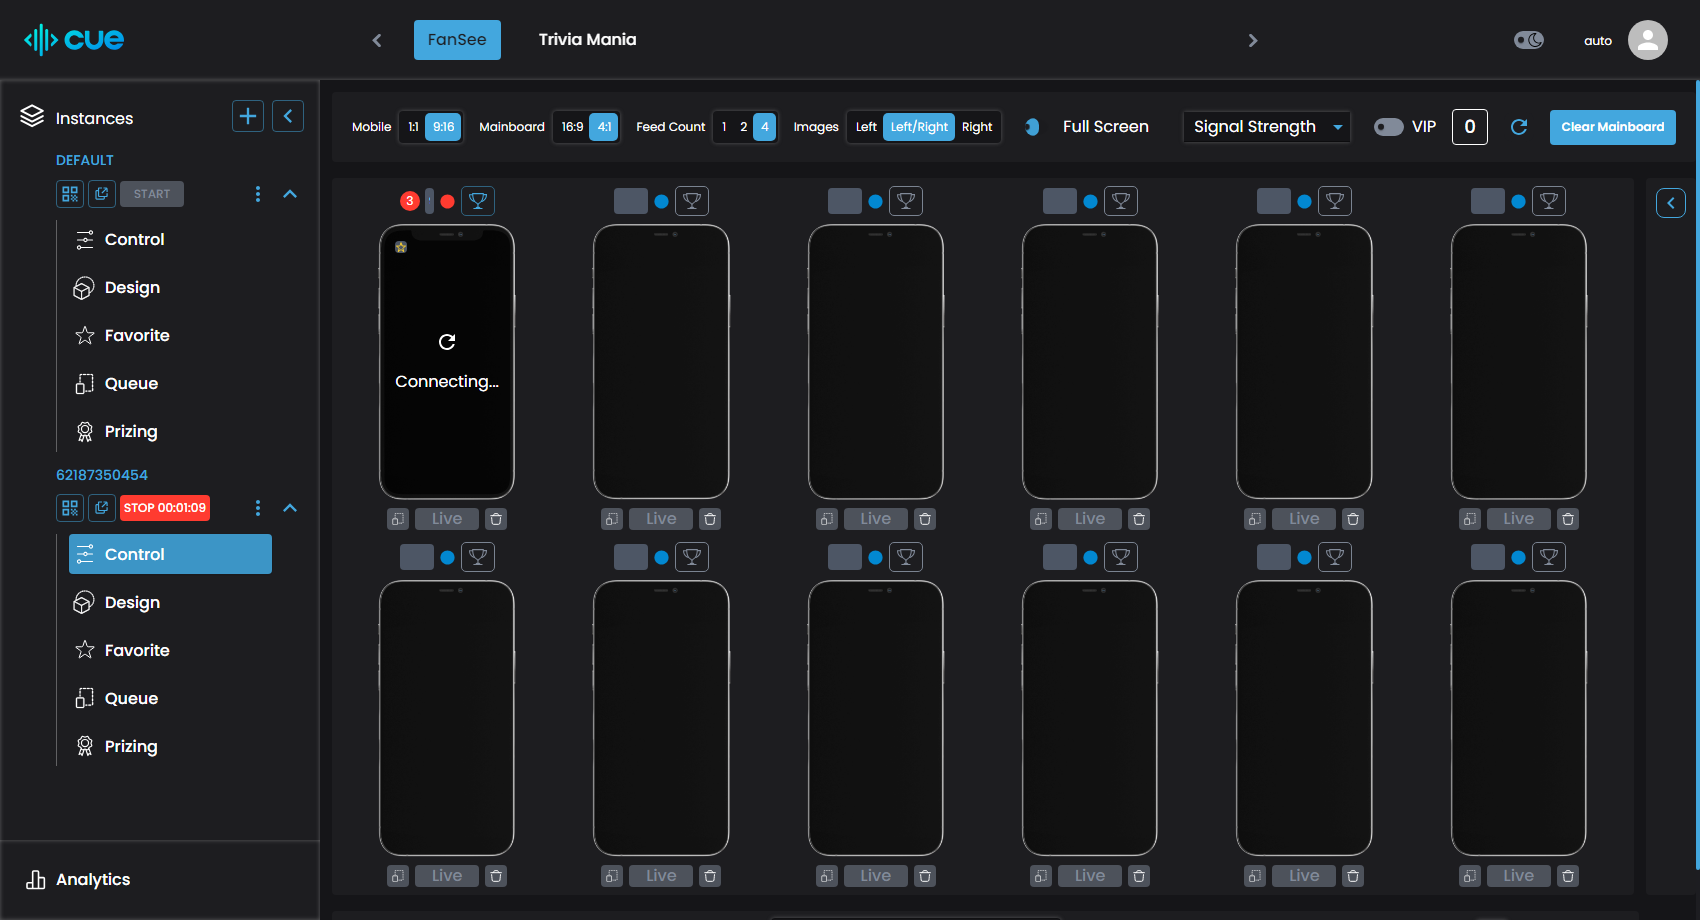 cue
FanSee
Trivia Mania
auto
Instances
DEFAULT
START
Control
Design
Favorite
Queue
Prizing
62187350454
STOP 00:01:09
Control
Design
Favorite
Queue
Prizing
Analytics
Mobile 1:1 9:16 Mainboard 16:9 4:1 Feed Count 1 2 4 Images Left Left/Right Right Full Screen Signal Strength VIP 0 Clear Mainboard
3
Connecting...
Live Live Live Live Live Live
Live Live Live Live Live Live